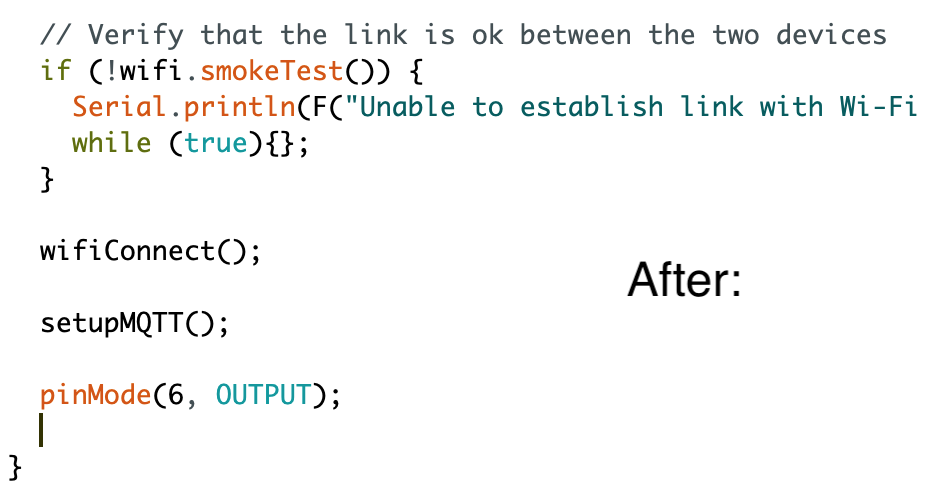 // Verify that the link is ok between the two devices
if (!wifi.smokeTest()) {
Serial.println(F("Unable to establish link with Wi-Fi
while (true){};
}
wifiConnect();
After:
setupMQTT();
pinMode(6, OUTPUT);
}